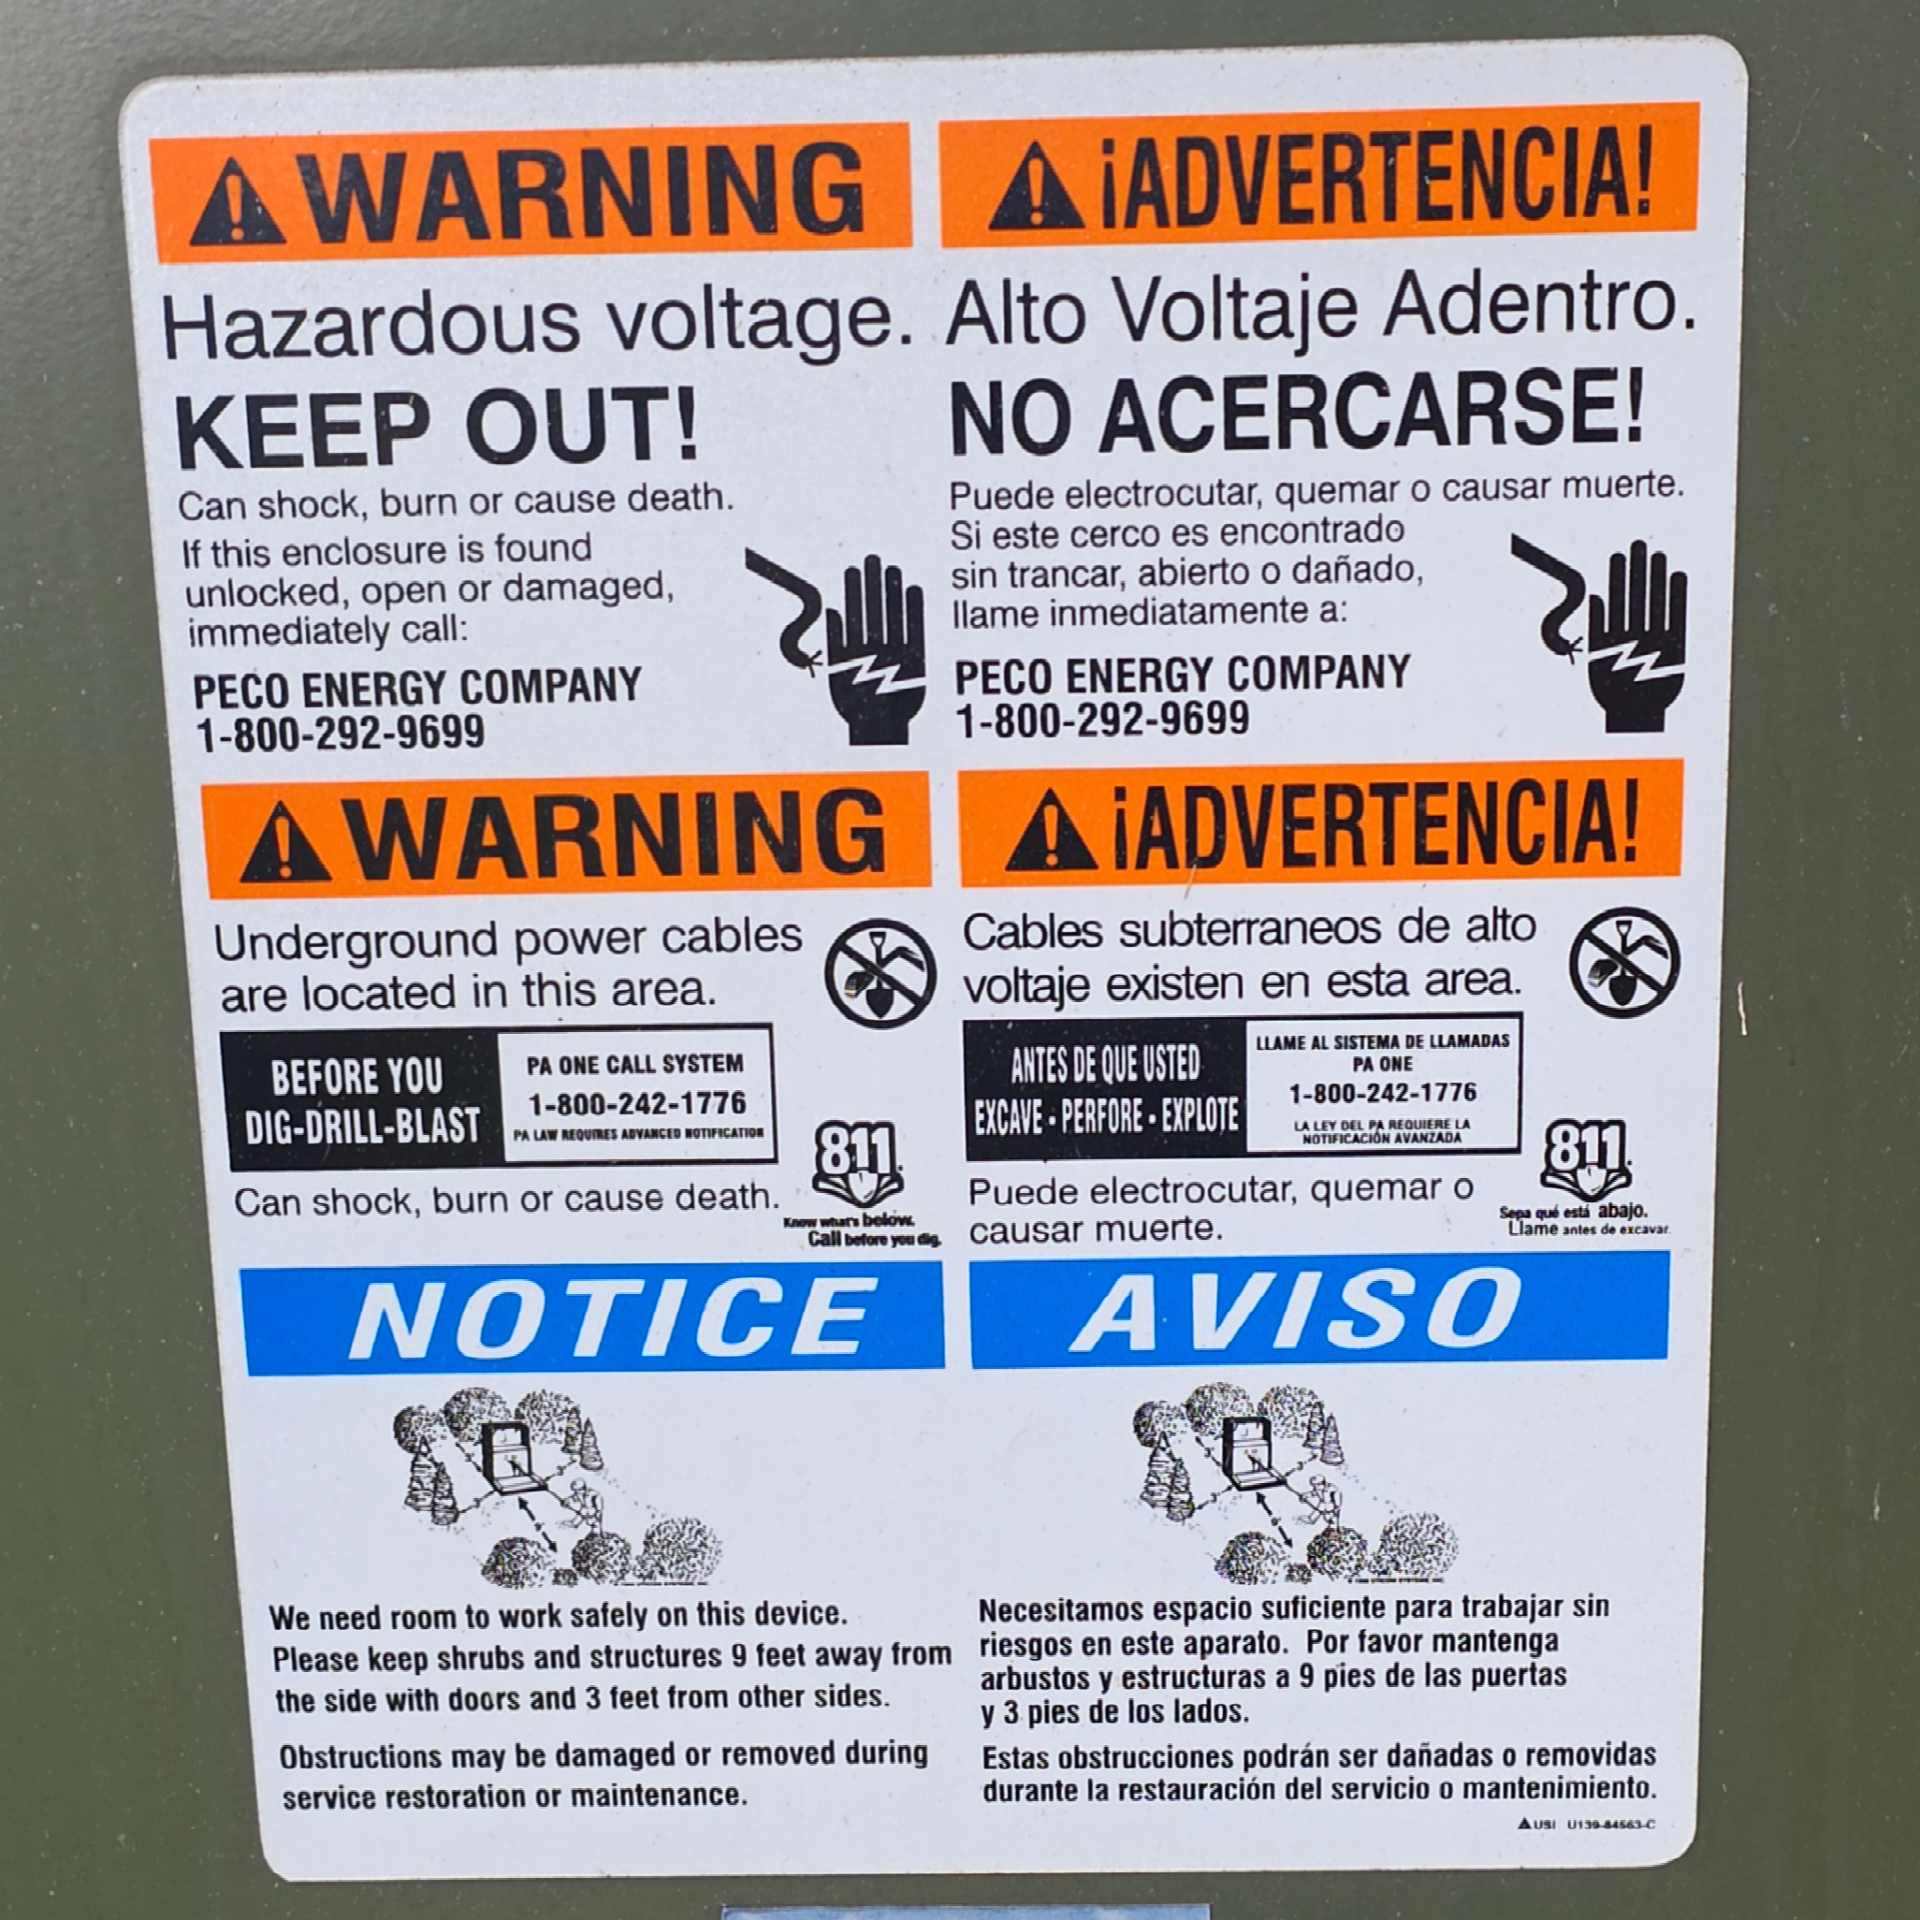 WARNING
Hazardous voltage.
KEEP OUT!
Can shock, burn or cause death.
If this enclosure is found
unlocked, open or damaged,
immediately call:
PECO ENERGY COMPANY
1-800-292-9699
¡ADVERTENCIA!
Alto Voltaje Adentro.
NO ACERCARSE!
Puede electrocutar, quemar o causar muerte.
Si este cerco es encontrado
sin trancar, abierto o dañado,
llame inmediatamente a:
PECO ENERGY COMPANY
1-800-292-9699
WARNING
Underground power cables
are located in this area.
BEFORE YOU
DIG-DRILL-BLAST
PA ONE CALL SYSTEM
1-800-242-1776
PA LAW REQUIRES ADVANCED NOTIFICATION
Can shock, burn or cause death.
811.
Know what's below.
Call before you dig.
¡ADVERTENCIA!
Cables subterraneos de alto
voltaje existen en esta area.
ANTES DE QUE USTED
EXCAVE - PERFORE - EXPLOTE
LLAME AL SISTEMA DE LLAMADAS
PA ONE
1-800-242-1776
LA LEY DEL PA REQUIERE LA
NOTIFICACIÓN AVANZADA
Puede electrocutar, quemar o
causar muerte.
811.
Sepa qué está abajo.
Llame antes de excavar.
NOTICE
3'
3'
3'
9'
We need room to work safely on this device.
Please keep shrubs and structures 9 feet away from
the side with doors and 3 feet from other sides.
Obstructions may be damaged or removed during
service restoration or maintenance.
AVISO
3'
3'
3'
9'
Necesitamos espacio suficiente para trabajar sin
riesgos en este aparato. Por favor mantenga
arbustos y estructuras a 9 pies de las puertas
y 3 pies de los lados.
Estas obstrucciones podrán ser dañadas o removidas
durante la restauración del servicio o mantenimiento.
USI U139-84563-C